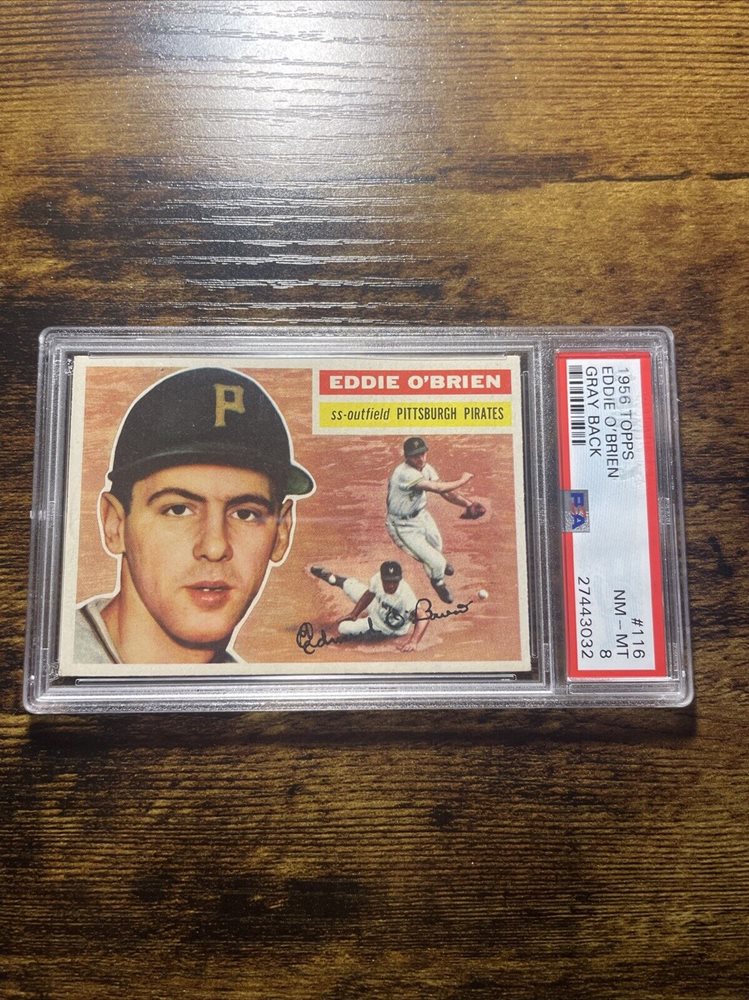 P
EDDIE O'BRIEN
ss-outfield PITTSBURGH PIRATES
1956 TOPPS #116
EDDIE O'BRIEN NM - MT
GRAY BACK 8
PSA 27443032